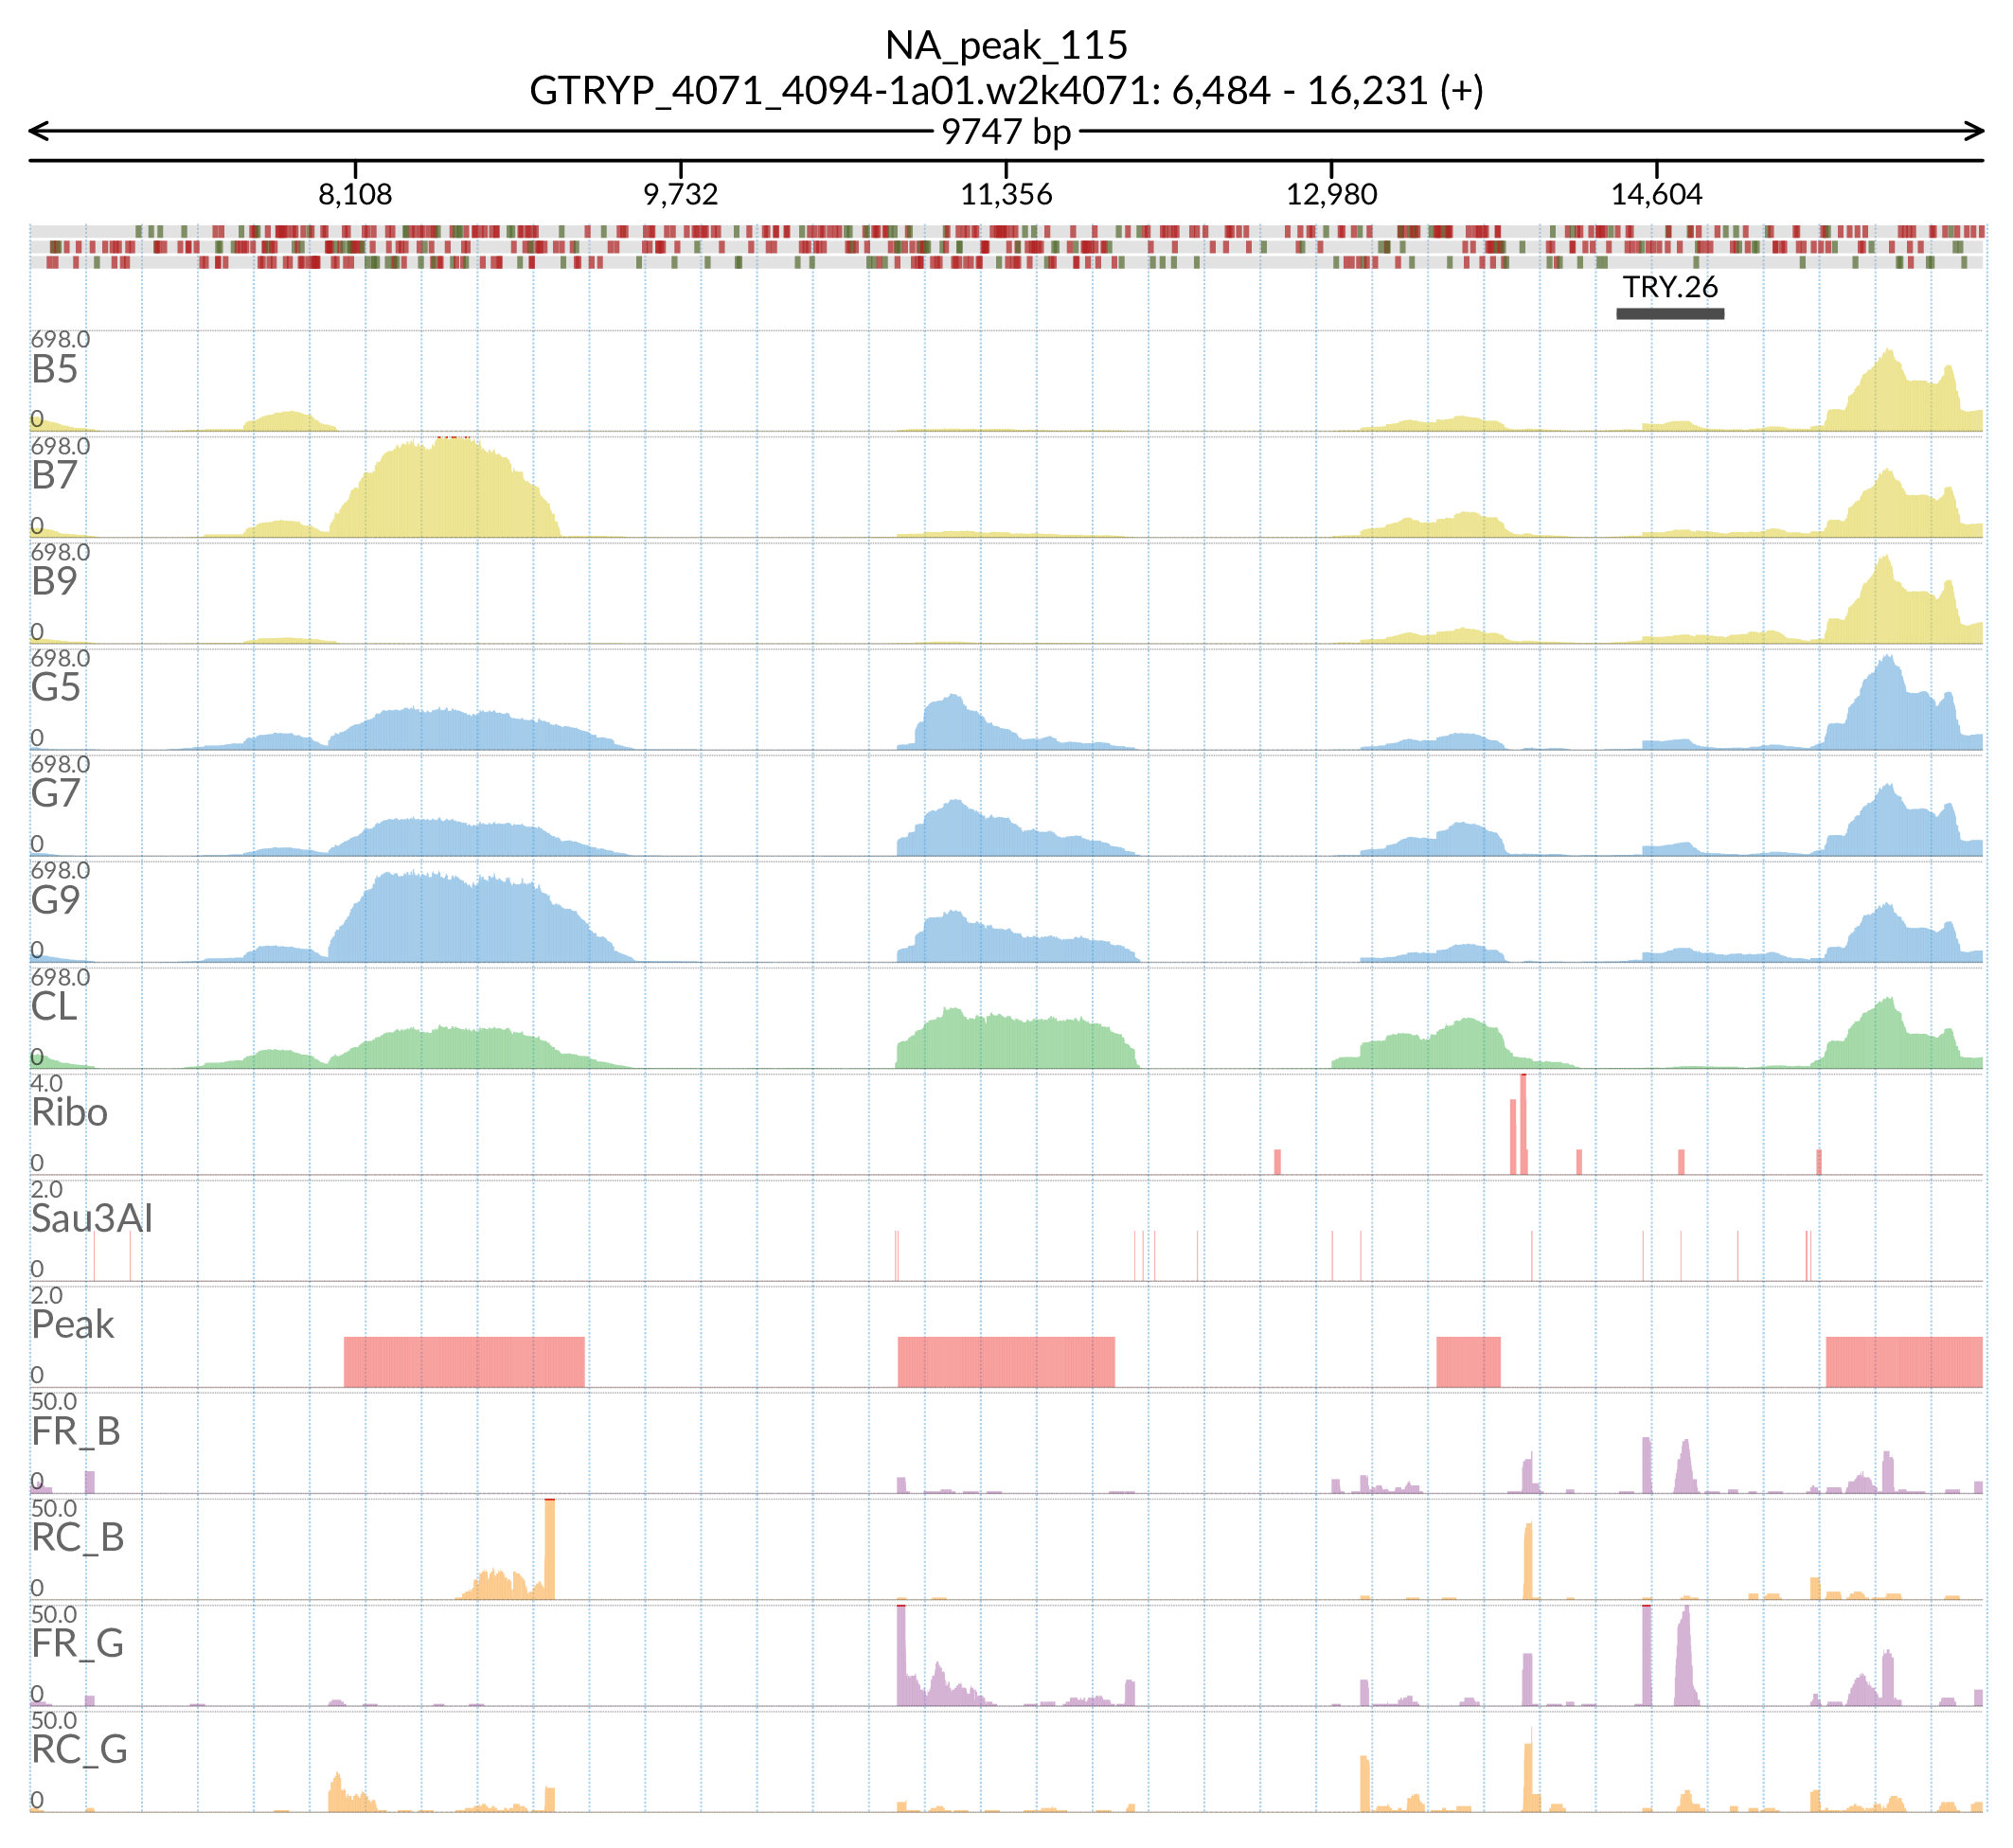 NA_peak_115
GTRYP_4071_4094-1a01.w2k4071: 6,484 - 16,231 (+)
9747 bp
8,108 9,732 11,356 12,980 14,604
TRY.26
698.0
B5
0
698.0
B7
0
698.0
B9
0
698.0
G5
0
698.0
G7
0
698.0
G9
0
698.0
CL
0
4.0
Ribo
0
2.0
Sau3AI
0
2.0
Peak
0
50.0
FR_B
0
50.0
RC_B
0
50.0
FR_G
0
50.0
RC_G
0